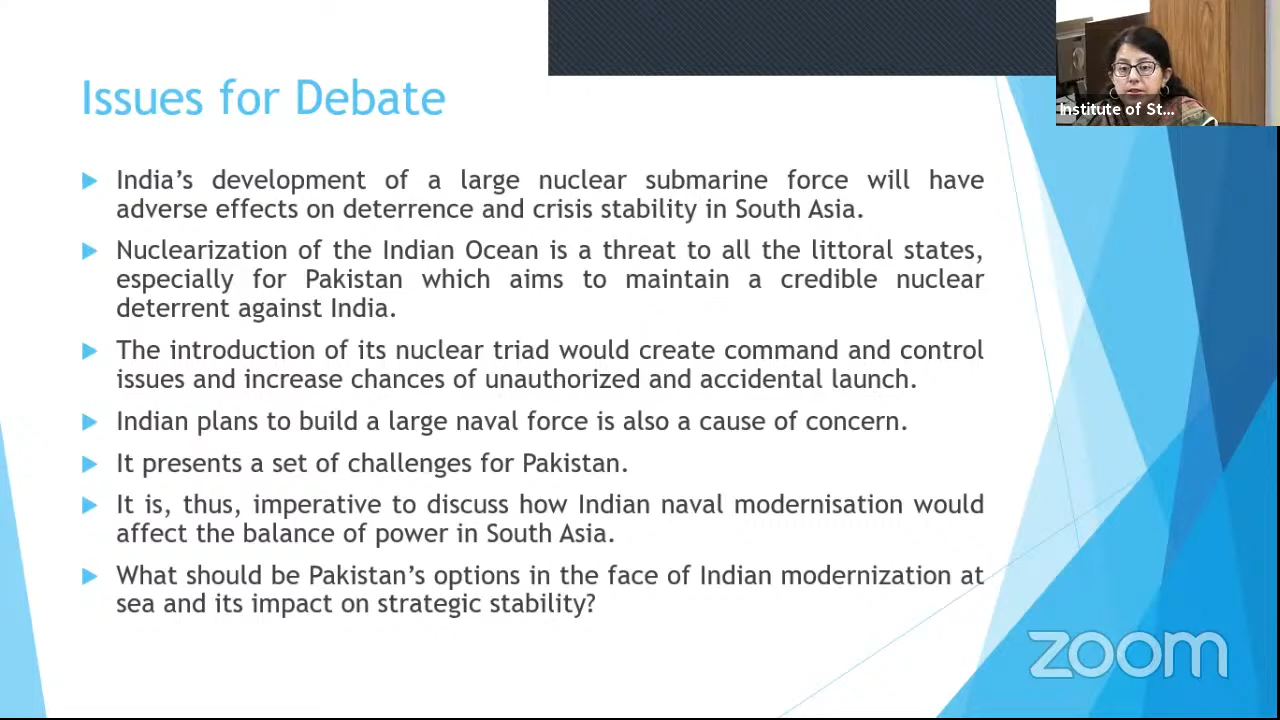 Issues for Debate
Institute of St...
India's development of a large nuclear submarine force will have
adverse effects on deterrence and crisis stability in South Asia.
Nuclearization of the Indian Ocean is a threat to all the littoral states,
especially for Pakistan which aims to maintain a credible nuclear
deterrent against India.
The introduction of its nuclear triad would create command and control
issues and increase chances of unauthorized and accidental launch.
Indian plans to build a large naval force is also a cause of concern.
It presents a set of challenges for Pakistan.
It is, thus, imperative to discuss how Indian naval modernisation would
affect the balance of power in South Asia.
What should be Pakistan's options in the face of Indian modernization at
sea and its impact on strategic stability?
zoom